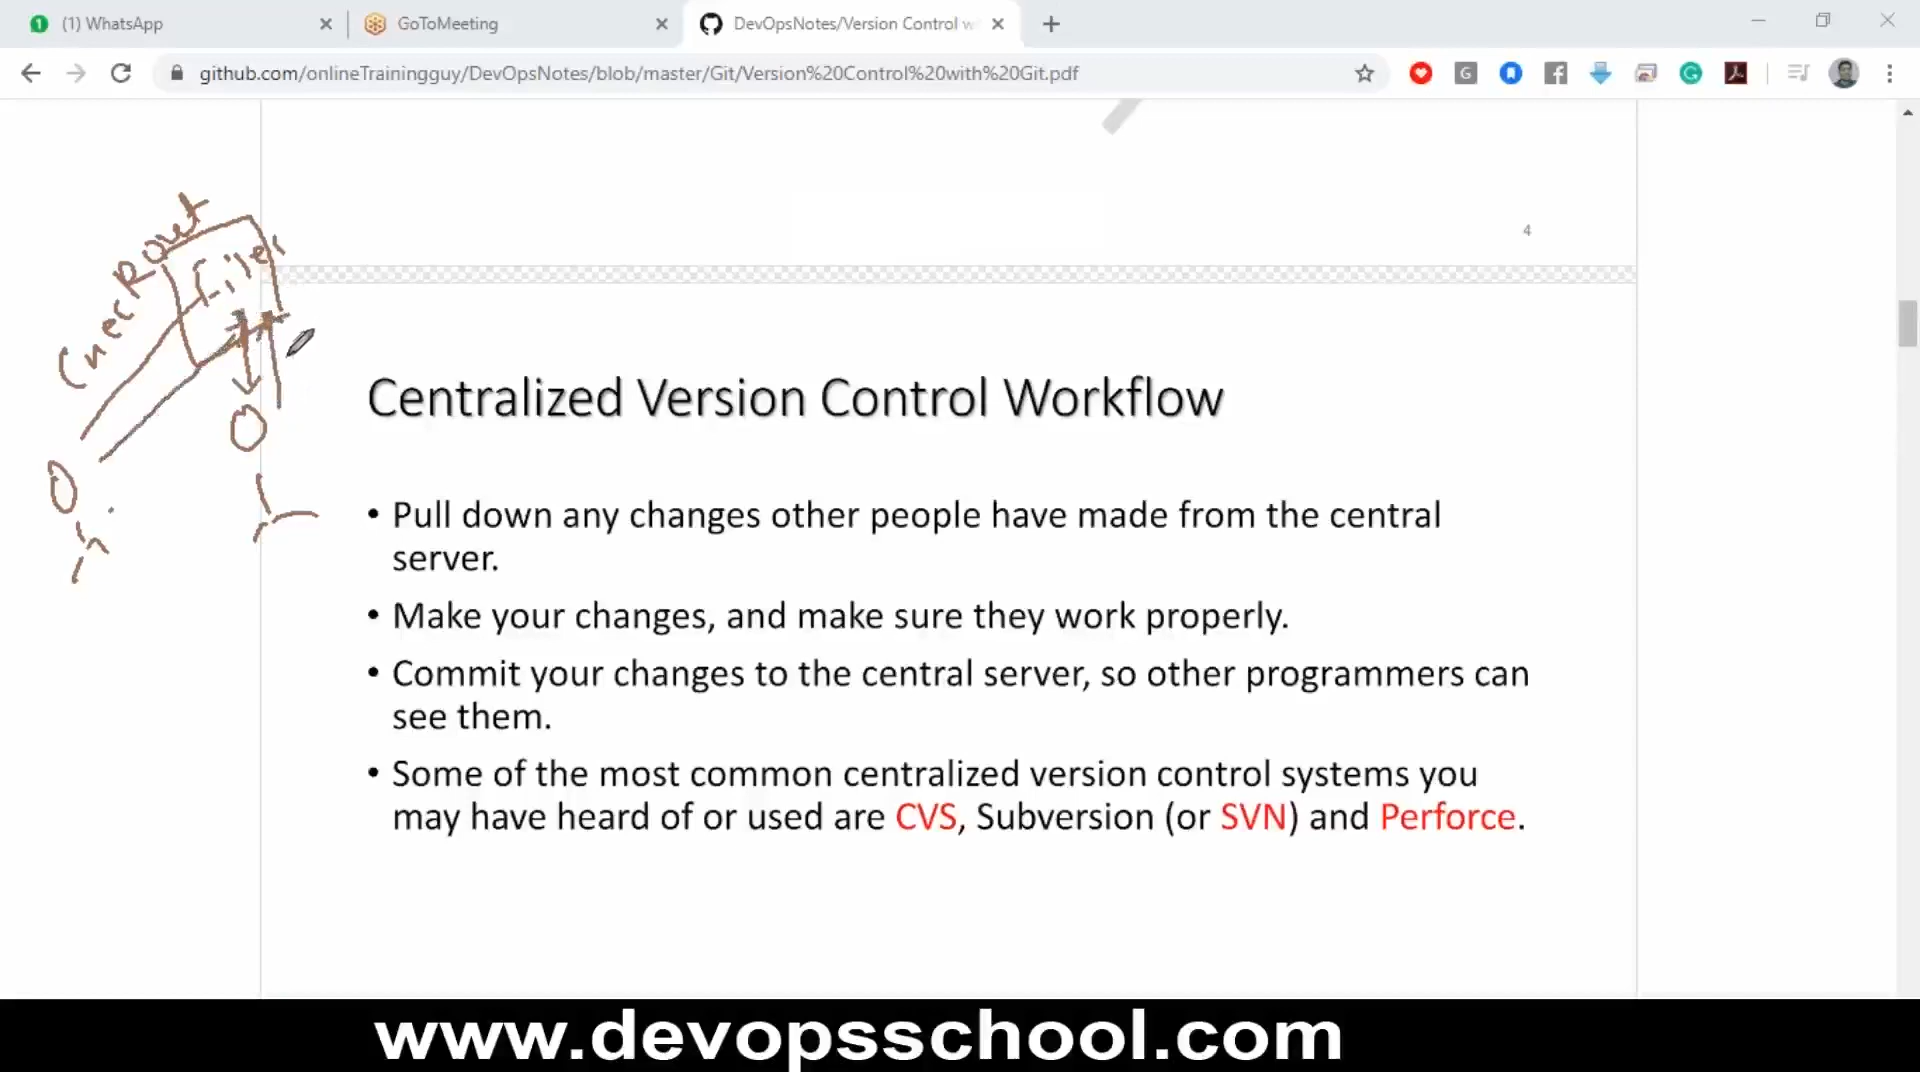 (1) WhatsApp
GoToMeeting
DevOpsNotes/Version Control w
github.com/onlineTrainingguy/DevOpsNotes/blob/master/Git/Version%20Control%20with%20Git.pdf
4
CheckOut
Files
Centralized Version Control Workflow
• Pull down any changes other people have made from the central
server.
• Make your changes, and make sure they work properly.
• Commit your changes to the central server, so other programmers can
see them.
• Some of the most common centralized version control systems you
may have heard of or used are CVS, Subversion (or SVN) and Perforce.
www.devopsschool.com